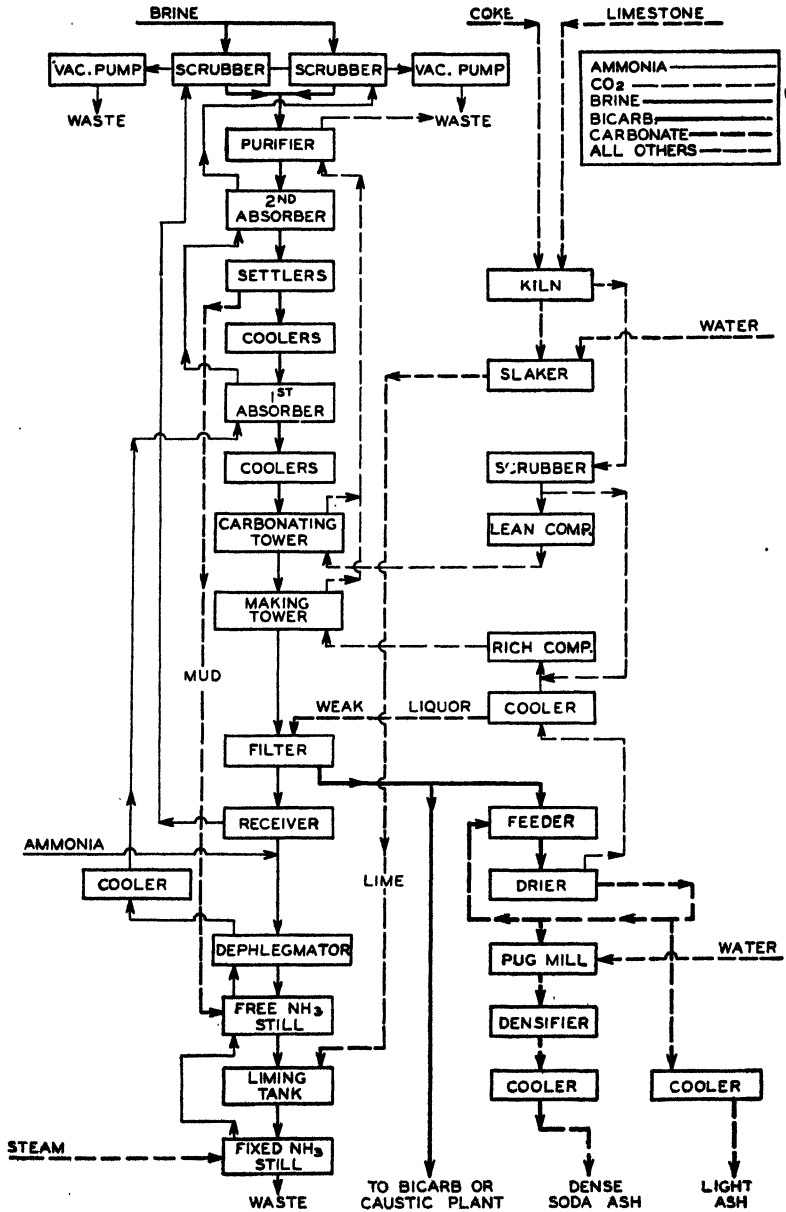 BRINE
COKE
LIMESTONE
VAC. PUMP
SCRUBBER
SCRUBBER
VAC. PUMP
WASTE
WASTE
AMMONIA
CO2
BRINE
BICARB.
CARBONATE
ALL OTHERS
PURIFIER
2ND
ABSORBER
SETTLERS
KILN
COOLERS
WATER
SLAKER
1ST
ABSORBER
COOLERS
SCRUBBER
CARBONATING
TOWER
LEAN COMP.
MAKING
TOWER
RICH COMP.
MUD
WEAK LIQUOR
COOLER
FILTER
RECEIVER
FEEDER
AMMONIA
COOLER
LIME
DRIER
DEPHLEGMATOR
PUG MILL
WATER
FREE NH3
STILL
DENSIFIER
LIMING
TANK
COOLER
COOLER
STEAM
FIXED NH3
STILL
WASTE
TO BICARB OR
CAUSTIC PLANT
DENSE
SODA ASH
LIGHT
ASH